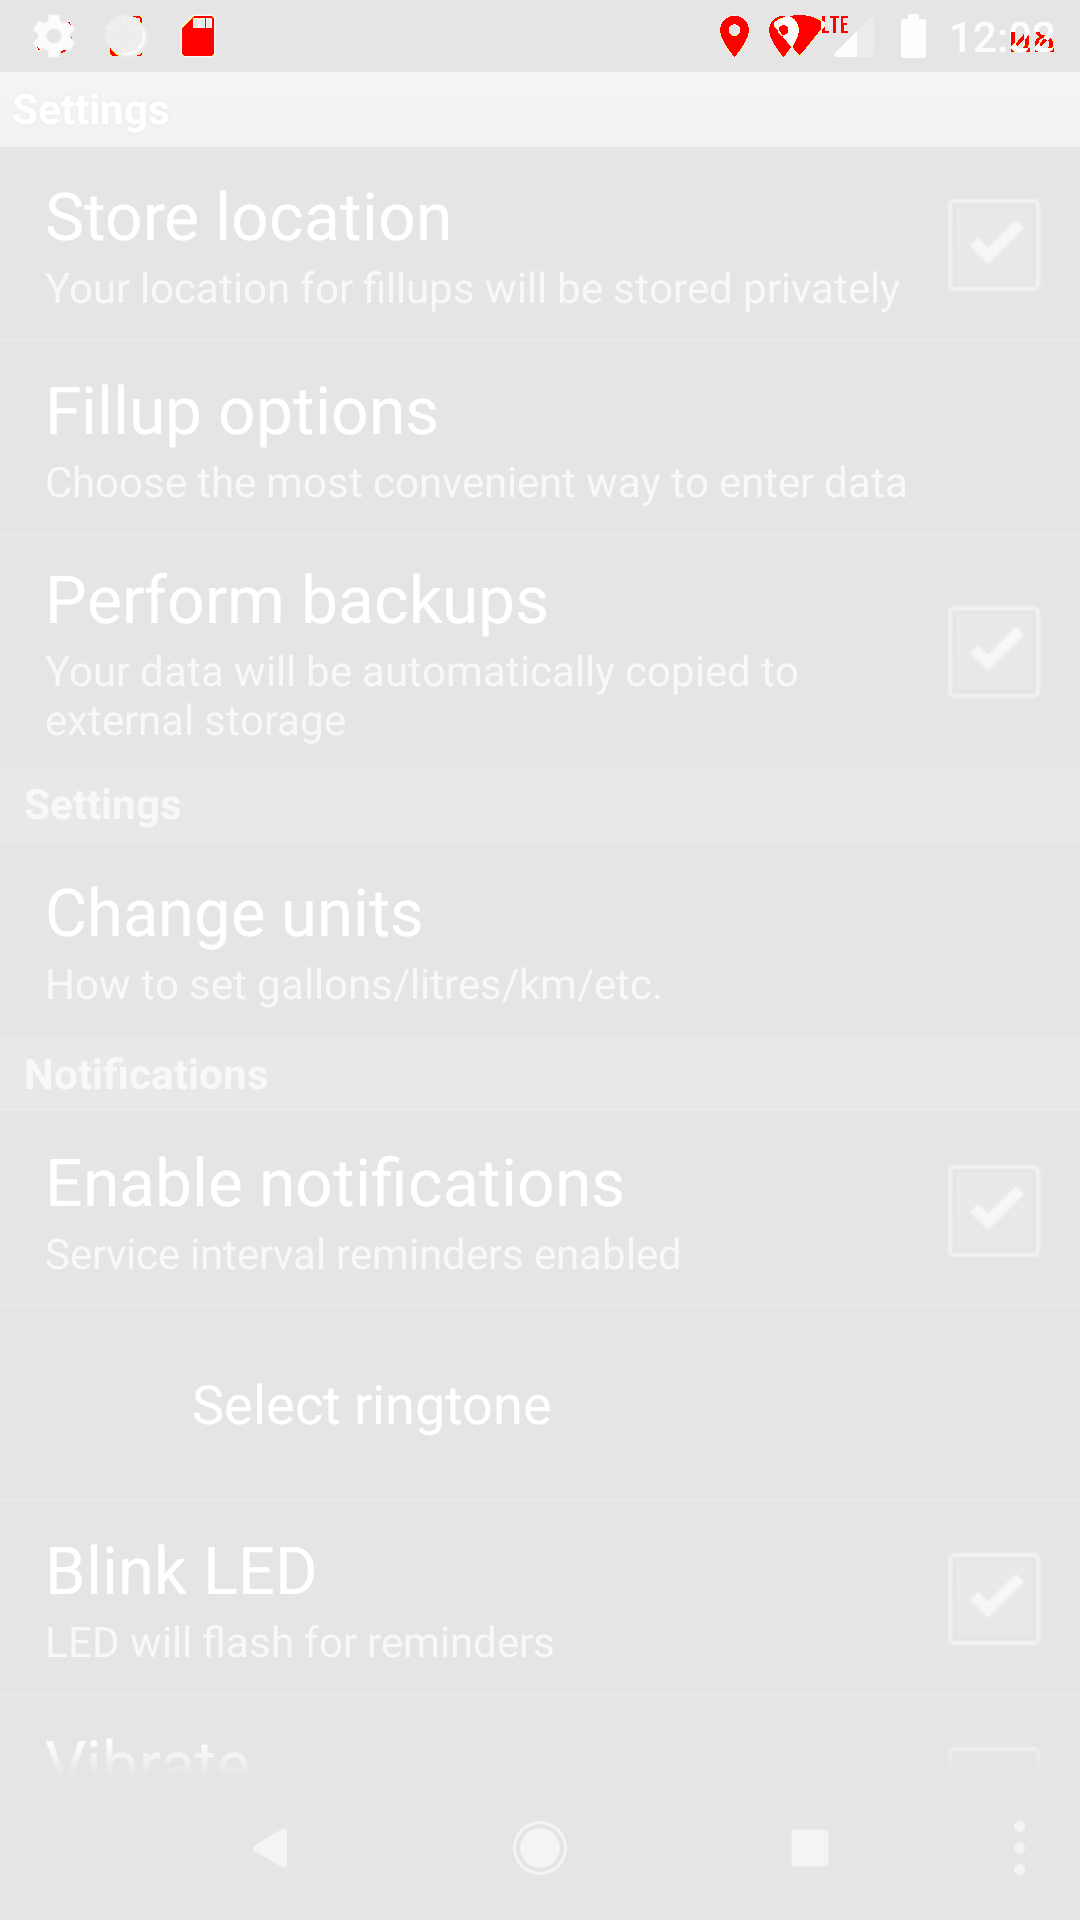 LTE
Settings
Store location
Your location for fillups will be stored privately
Fillup options
Choose the most convenient way to enter data
Perform backups
Your data will be automatically copied to
external storage
Settings
Change units
How to set gallons/litres/km/etc.
Notifications
Enable notifications
Service interval reminders enabled
Select ringtone
Blink LED
LED will flash for reminders
Vibrate